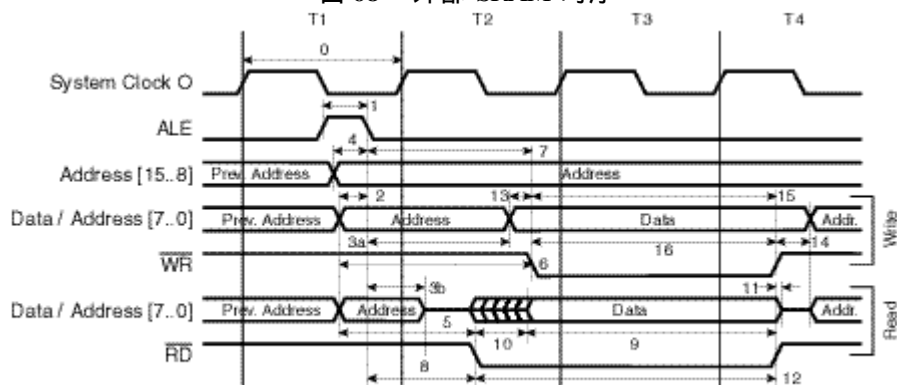 T1 T2 T3 T4
0
System Clock O
1
ALE
4 7
Address [15..8] Prev. Address Address
2 13 15
Data / Address [7..0] Prev. Address Address Data Addr.
3a 16 14 Write
WR 6
3b 11
Data / Address [7..0] Prev. Address Address Data Addr.
5 10 9 Read
RD
8 12